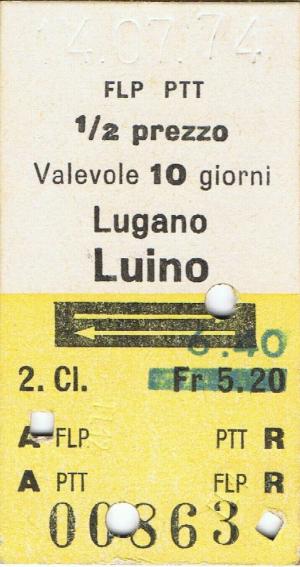 14.07.74
FLP PTT
1/2 prezzo
Valevole 10 giorni
Lugano
Luino
6.40
2. Cl. Fr 5.20
A FLP PTT R
A PTT FLP R
00863